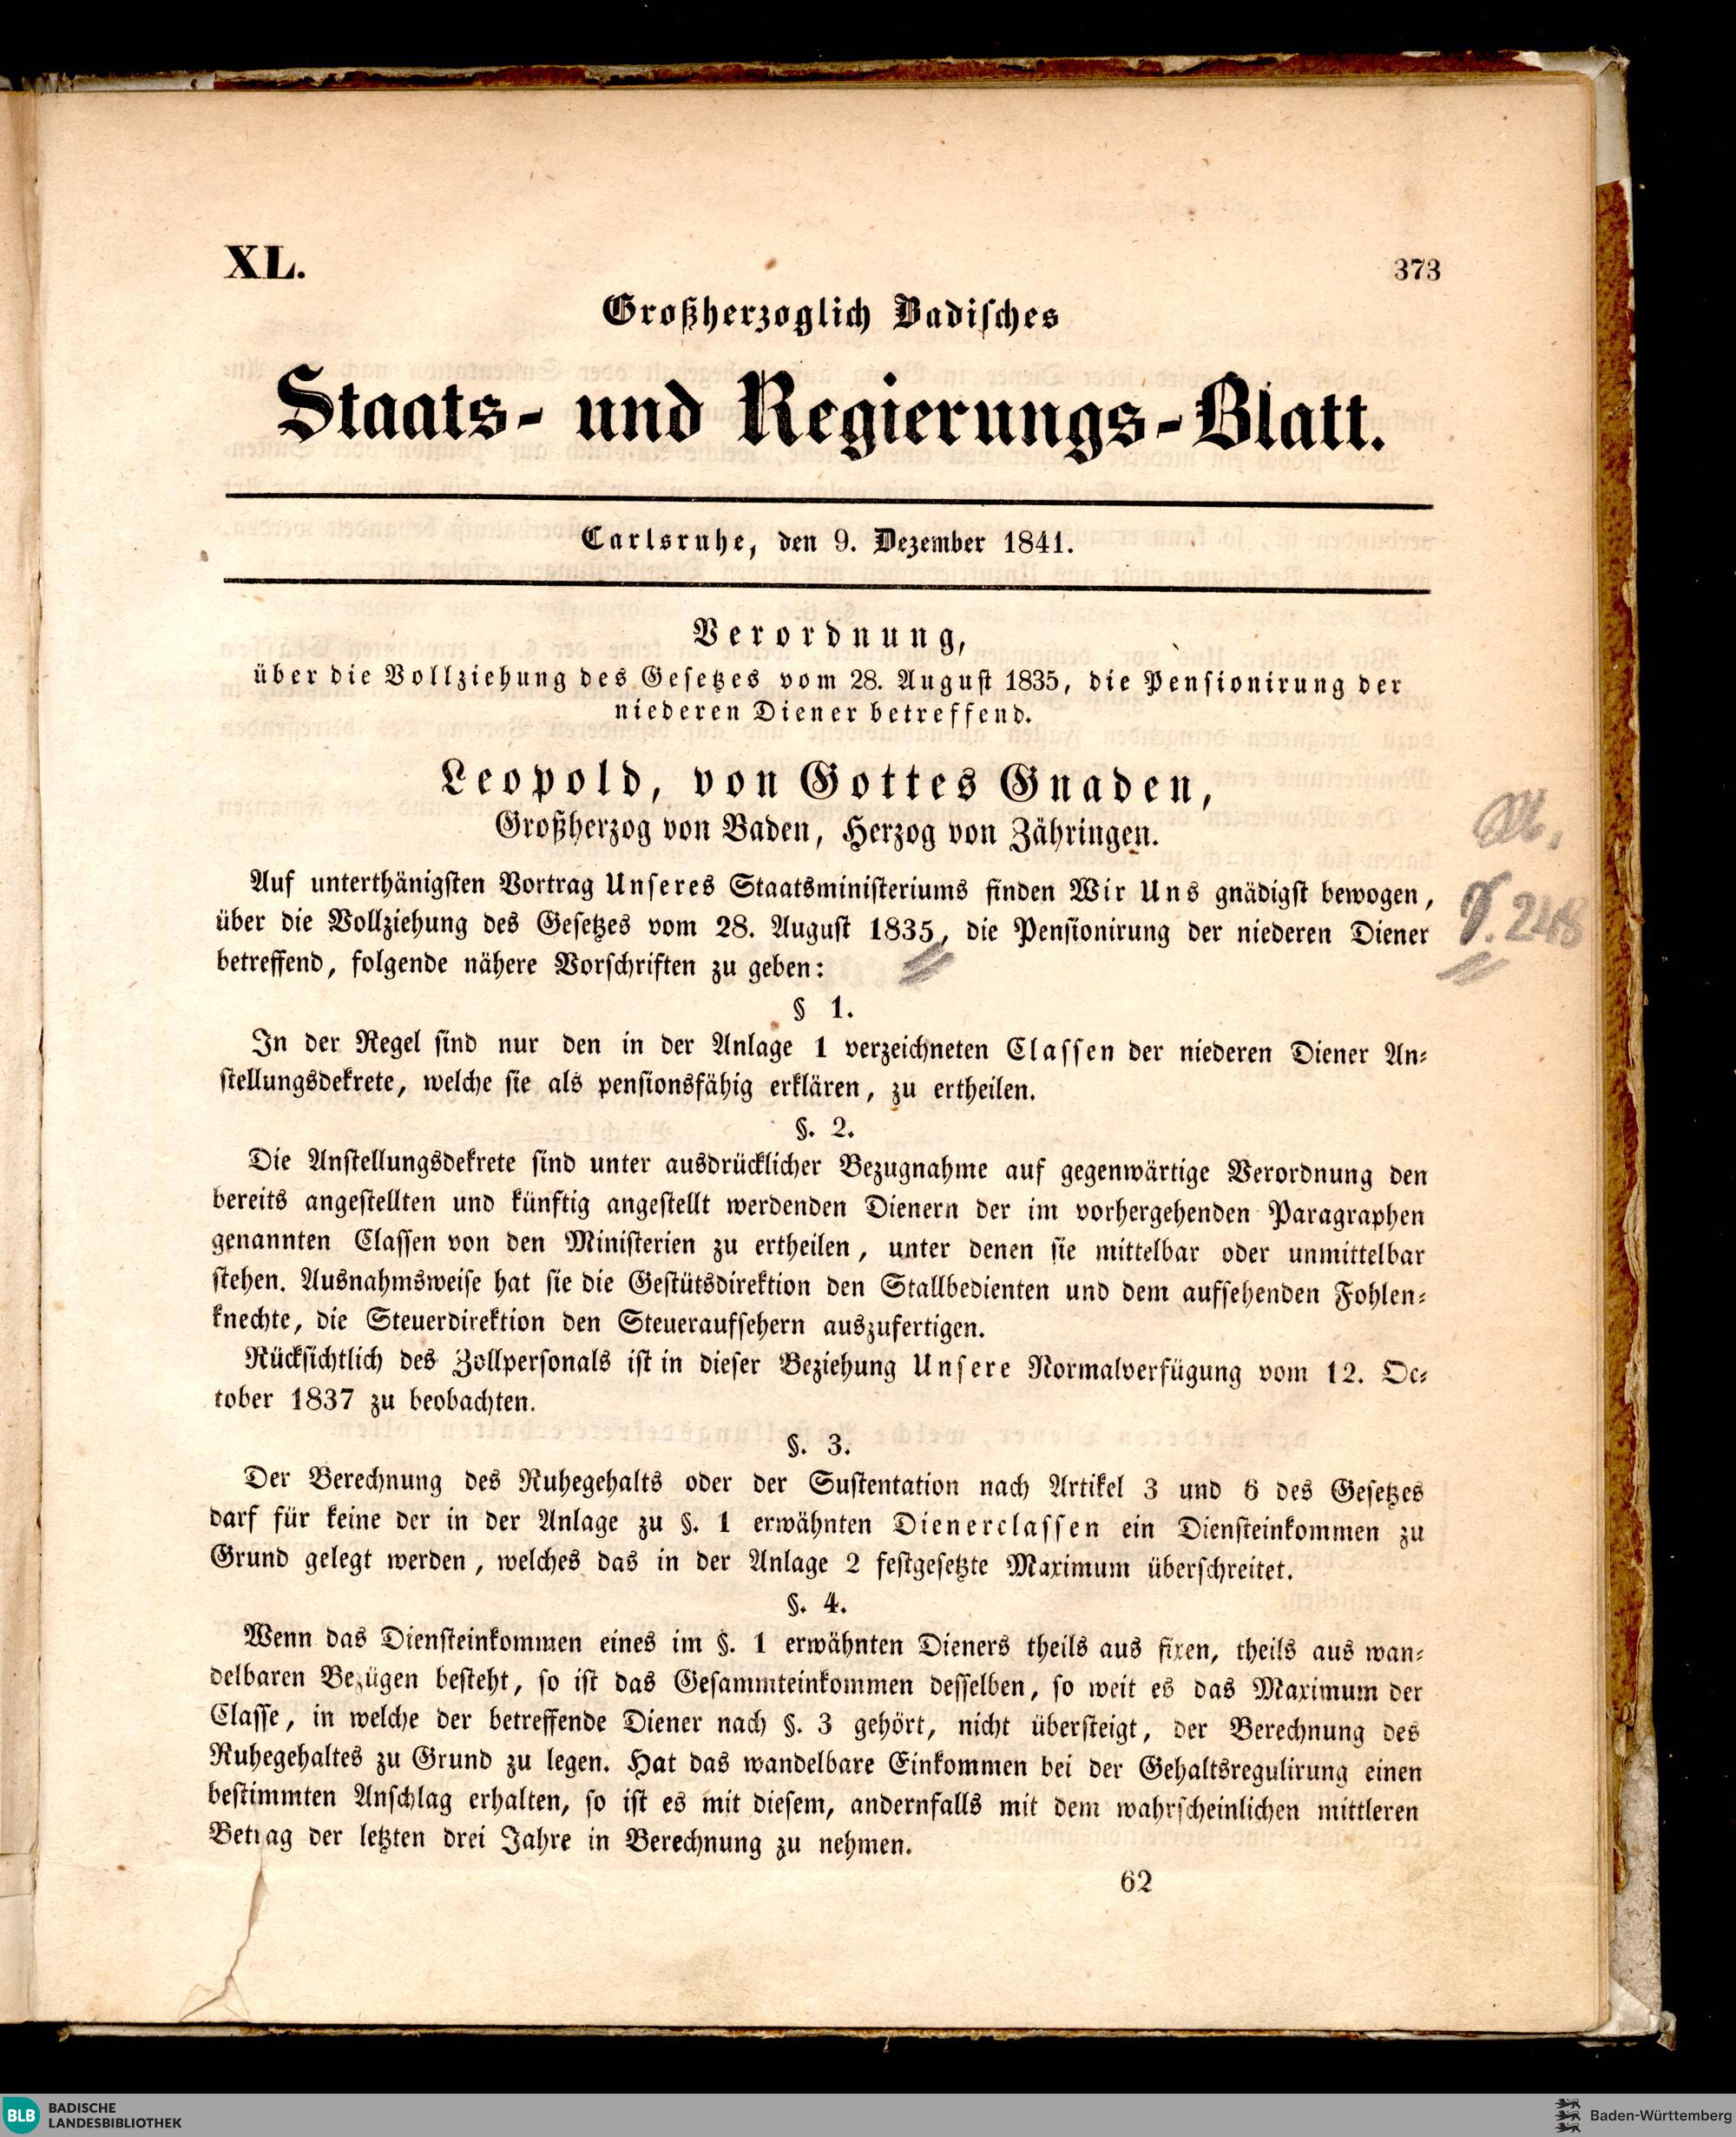 XL.
373
Großherzoglich Badisches
Staats- und Regierungs-Blatt.
Carlsruhe, den 9. Dezember 1841.
Verordnung,
über die Vollziehung des Gesetzes vom 28. August 1835, die Pensionirung der
niederen Diener betreffend.
Leopold, von Gottes Gnaden,
Großherzog von Baden, Herzog von Zähringen.
Auf unterthänigsten Vortrag Unseres Staatsministeriums finden Wir Uns gnädigst bewogen,
über die Vollziehung des Gesetzes vom 28. August 1835, die Pensionirung der niederen Diener
betreffend, folgende nähere Vorschriften zu geben:
248
§ 1.
In der Regel sind nur den in der Anlage 1 verzeichneten Classen der niederen Diener An-
stellungsdekrete, welche sie als pensionsfähig erklären, zu ertheilen.
§. 2.
Die Anstellungsdekrete sind unter ausdrücklicher Bezugnahme auf gegenwärtige Verordnung den
bereits angestellten und künftig angestellt werdenden Dienern der im vorhergehenden Paragraphen
genannten Classen von den Ministerien zu ertheilen, unter denen sie mittelbar oder unmittelbar
stehen. Ausnahmsweise hat sie die Gestütsdirektion den Stallbedienten und dem aufsehenden Fohlen-
knechte, die Steuerdirektion den Steueraufsehern auszufertigen.
Rücksichtlich des Zollpersonals ist in dieser Beziehung Unsere Normalverfügung vom 12. Oc-
tober 1837 zu beobachten.
§. 3.
Der Berechnung des Ruhegehalts oder der Sustentation nach Artikel 3 und 6 des Gesetzes
darf für keine der in der Anlage zu §. 1 erwähnten Dienerclassen ein Diensteinkommen zu
Grund gelegt werden, welches das in der Anlage 2 festgesetzte Maximum überschreitet.
§. 4.
Wenn das Diensteinkommen eines im §. 1 erwähnten Dieners theils aus fixen, theils aus wan-
delbaren Bezügen besteht, so ist das Gesammteinkommen desselben, so weit es das Maximum der
Classe, in welche der betreffende Diener nach §. 3 gehört, nicht übersteigt, der Berechnung des
Ruhegehaltes zu Grund zu legen. Hat das wandelbare Einkommen bei der Gehaltsregulirung einen
bestimmten Anschlag erhalten, so ist es mit diesem, andernfalls mit dem wahrscheinlichen mittleren
Betrag der letzten drei Jahre in Berechnung zu nehmen.
62
BLB BADISCHE
LANDESBIBLIOTHEK
Baden-Württemberg